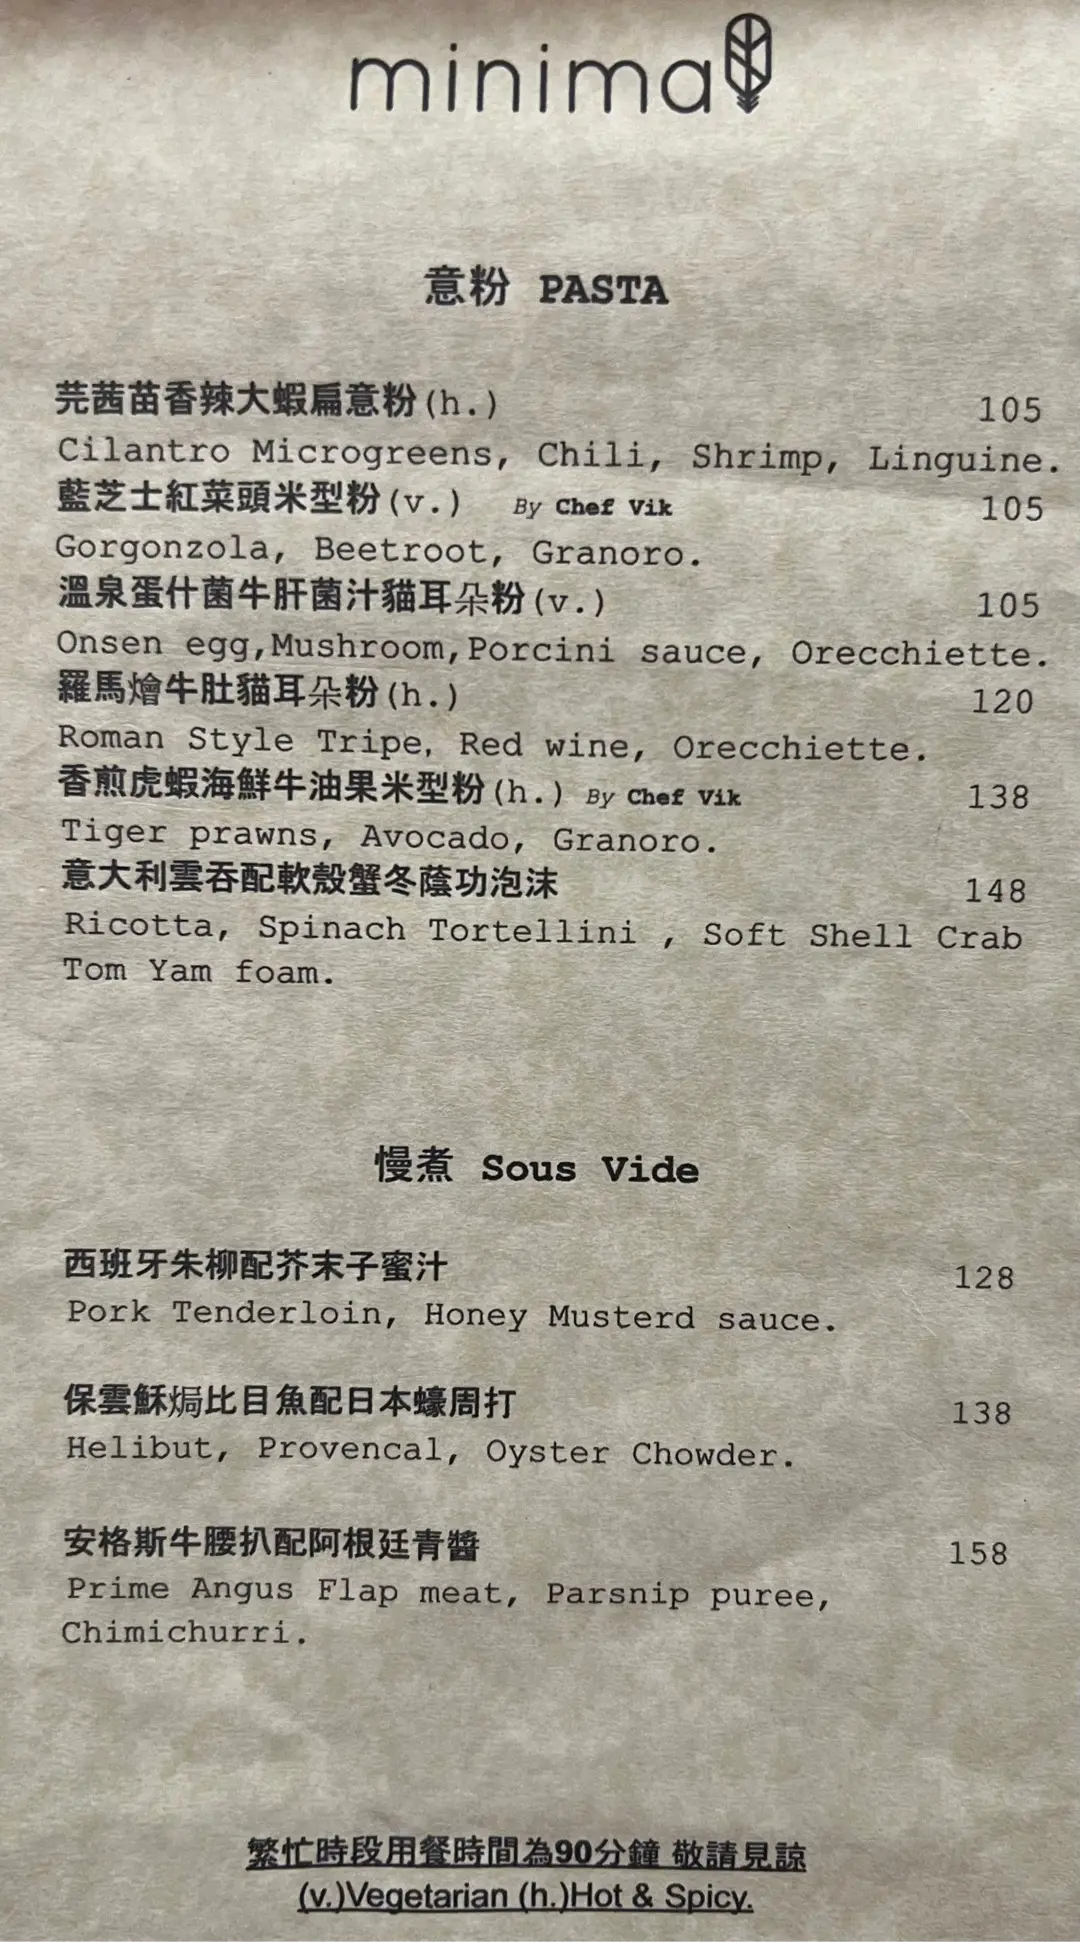 minima
意粉 PASTA
芫茜苗香辣大蝦扁意粉(h.) 105
Cilantro Microgreens, Chili, Shrimp, Linguine.
藍芝士紅菜頭米型粉(v.) By Chef Vik 105
Gorgonzola, Beetroot, Granoro.
溫泉蛋什菌牛肝菌汁貓耳朵粉(v.) 105
Onsen egg,Mushroom,Porcini sauce, Orecchiette.
羅馬燴牛肚貓耳朵粉(h.) 120
Roman Style Tripe, Red wine, Orecchiette.
香煎虎蝦海鮮牛油果米型粉(h.) By Chef Vik 138
Tiger prawns, Avocado, Granoro.
意大利雲吞配軟殼蟹冬蔭功泡沫 148
Ricotta, Spinach Tortellini , Soft Shell Crab
Tom Yam foam.
慢煮 Sous Vide
西班牙朱柳配芥末子蜜汁 128
Pork Tenderloin, Honey Musterd sauce.
保雲穌焗比目魚配日本蠔周打 138
Helibut, Provencal, Oyster Chowder.
安格斯牛腰扒配阿根廷青醬 158
Prime Angus Flap meat, Parsnip puree,
Chimichurri.
繁忙時段用餐時間為90分鐘 敬請見諒
(v.)Vegetarian (h.)Hot & Spicy.